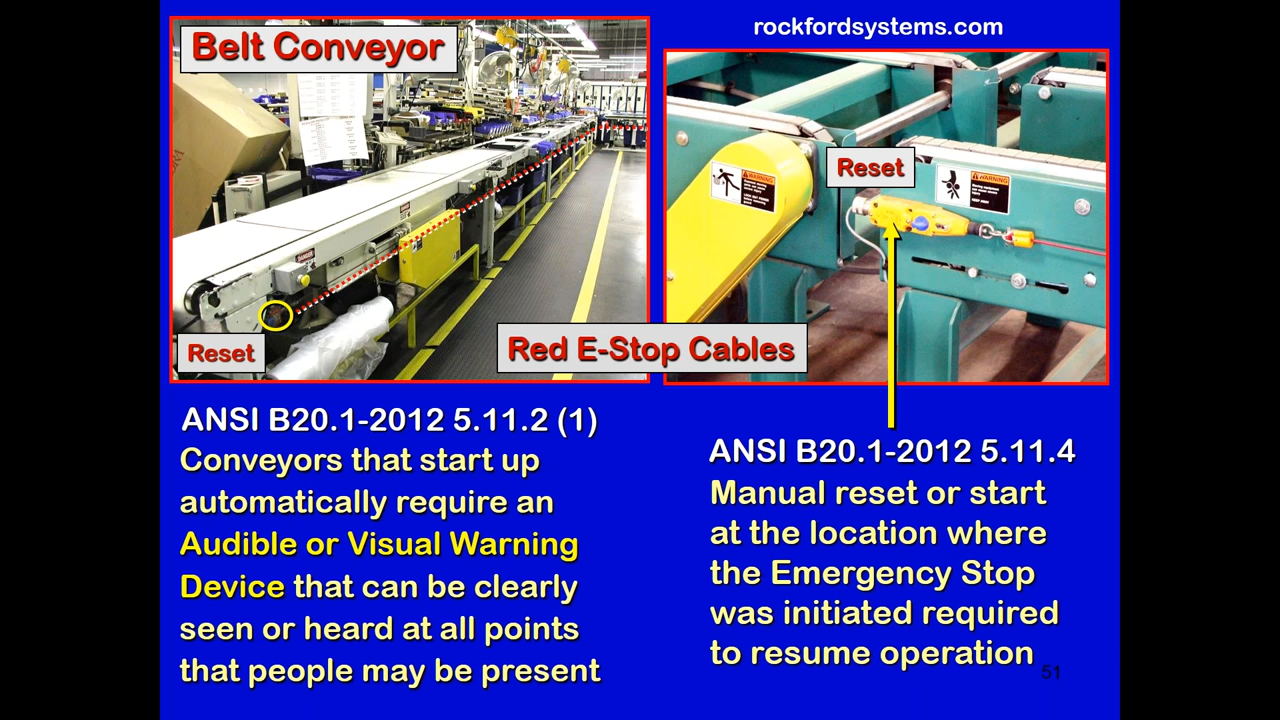 rockfordsystems.com
Belt Conveyor
Reset
WARNING
WARNING
DANGER
Reset
Red E-Stop Cables
ANSI B20.1-2012 5.11.2 (1)
Conveyors that start up
automatically require an
Audible or Visual Warning
Device that can be clearly
seen or heard at all points
that people may be present
ANSI B20.1-2012 5.11.4
Manual reset or start
at the location where
the Emergency Stop
was initiated required
to resume operation
51